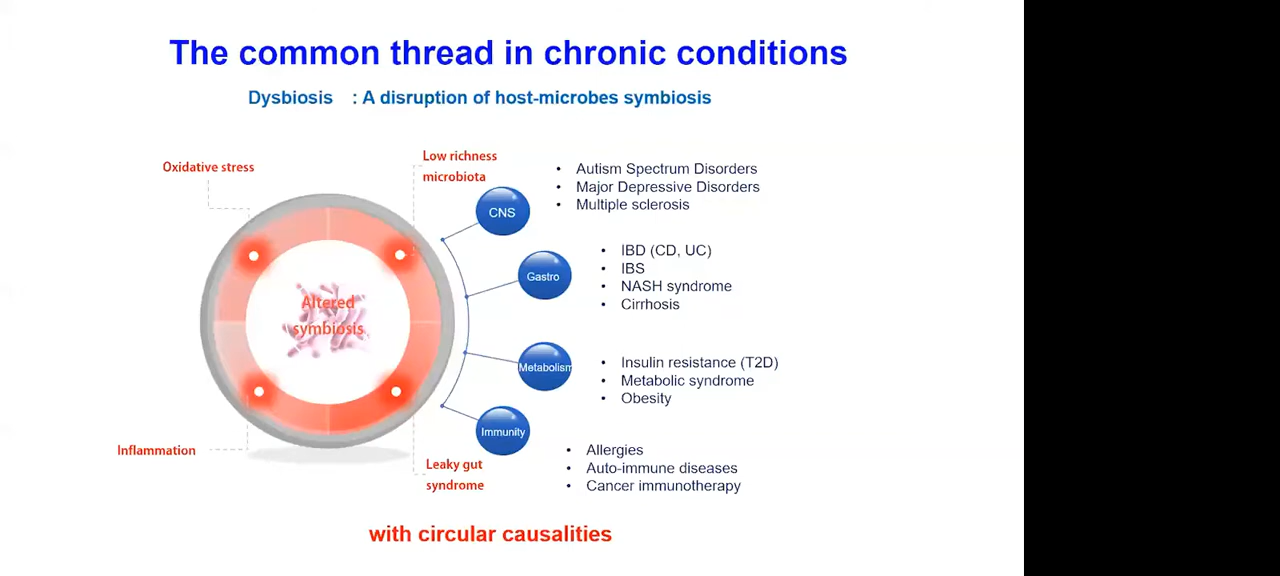 The common thread in chronic conditions
Dysbiosis : A disruption of host-microbes symbiosis
Oxidative stress
Low richness
microbiota
Altered
symbiosis
Inflammation
Leaky gut
syndrome
CNS
• Autism Spectrum Disorders
• Major Depressive Disorders
• Multiple sclerosis
Gastro
• IBD (CD, UC)
• IBS
• NASH syndrome
• Cirrhosis
Metabolism
• Insulin resistance (T2D)
• Metabolic syndrome
• Obesity
Immunity
• Allergies
• Auto-immune diseases
• Cancer immunotherapy
with circular causalities